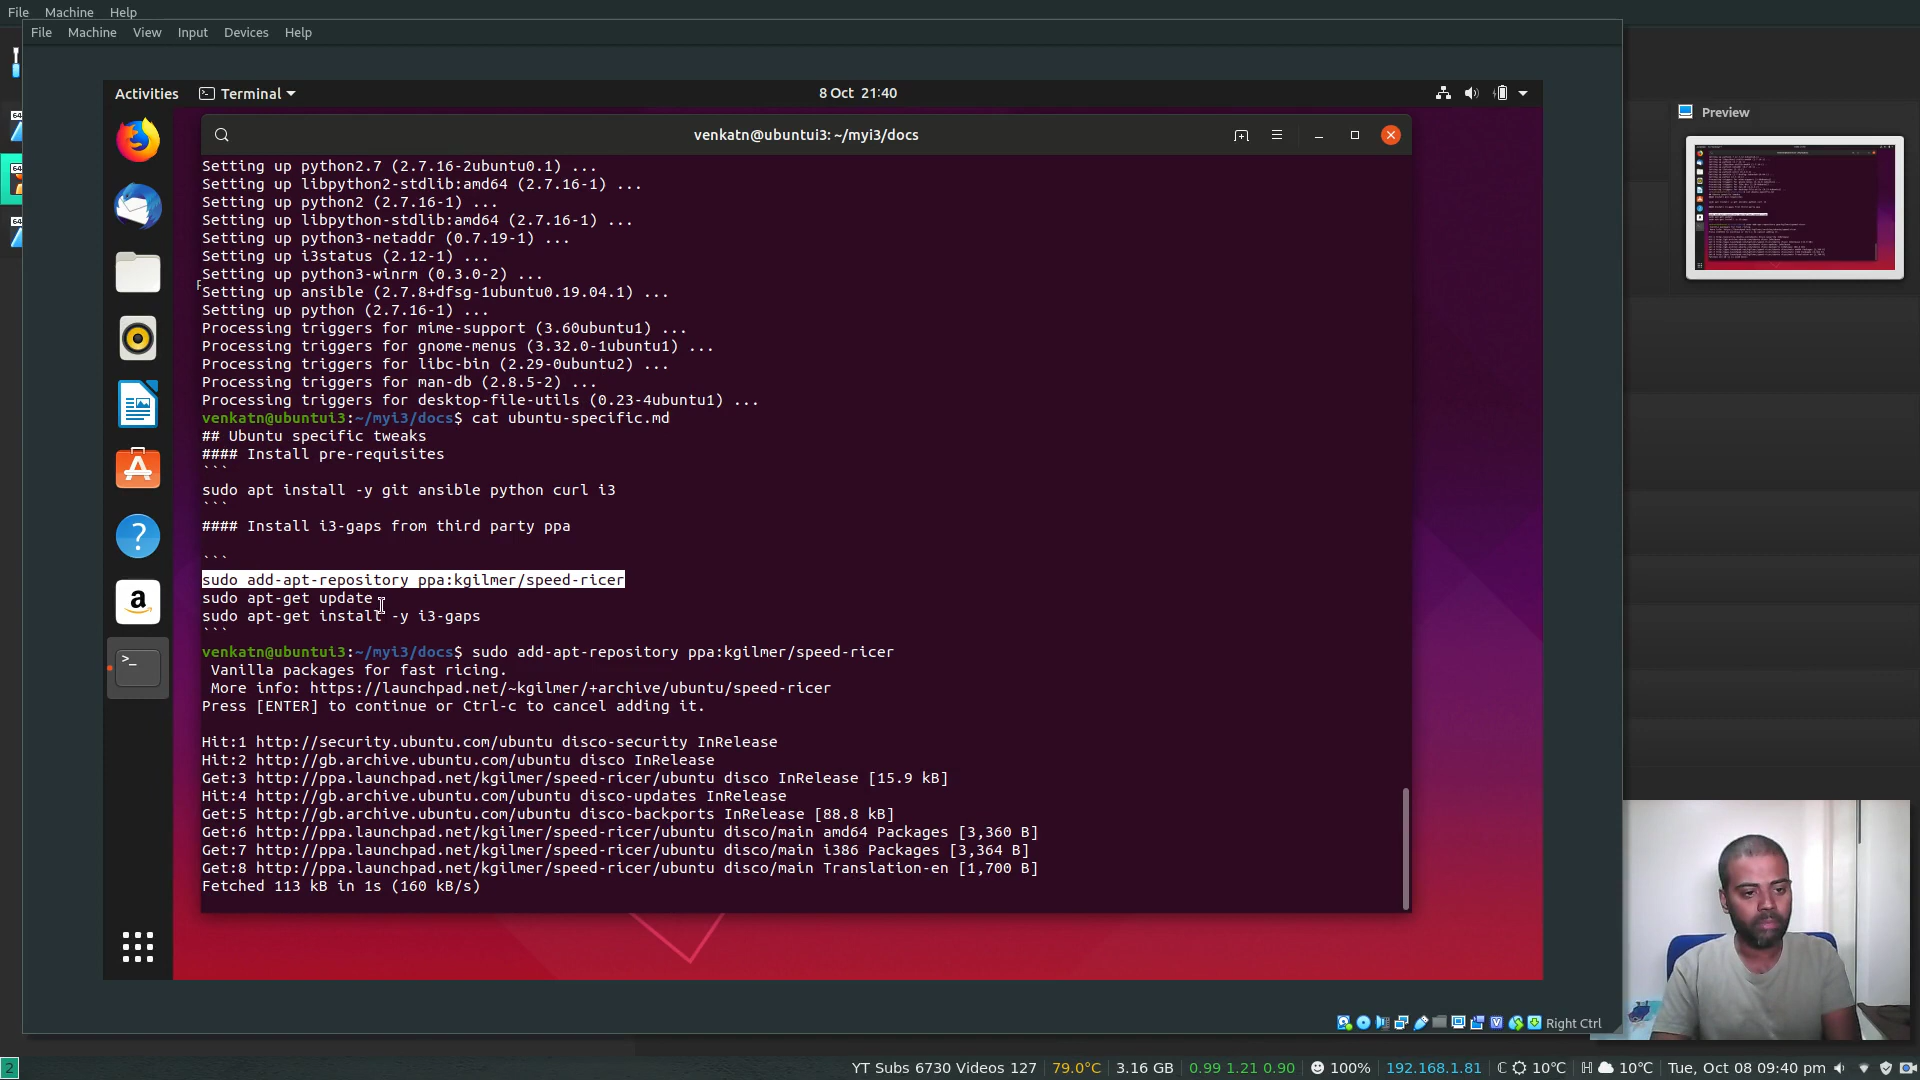 File Machine Help
File Machine View Input Devices Help
Activities Terminal 8 Oct 21:40
Preview
venkatn@ubuntui3: ~/myi3/docs
Setting up python2.7 (2.7.16-2ubuntu0.1) ...
Setting up libpython2-stdlib:amd64 (2.7.16-1) ...
Setting up python2 (2.7.16-1) ...
Setting up libpython-stdlib:amd64 (2.7.16-1) ...
Setting up python3-netaddr (0.7.19-1) ...
Setting up i3status (2.12-1) ...
Setting up python3-winrm (0.3.0-2) ...
Setting up ansible (2.7.8+dfsg-1ubuntu0.19.04.1) ...
Setting up python (2.7.16-1) ...
Processing triggers for mime-support (3.60ubuntu1) ...
Processing triggers for gnome-menus (3.32.0-1ubuntu1) ...
Processing triggers for libc-bin (2.29-0ubuntu2) ...
Processing triggers for man-db (2.8.5-2) ...
Processing triggers for desktop-file-utils (0.23-4ubuntu1) ...
venkatn@ubuntui3:~/myi3/docs$ cat ubuntu-specific.md
## Ubuntu specific tweaks
#### Install pre-requisites
```
sudo apt install -y git ansible python curl i3
```
#### Install i3-gaps from third party ppa
```
sudo add-apt-repository ppa:kgilmer/speed-ricer
sudo apt-get update
sudo apt-get install -y i3-gaps
```
venkatn@ubuntui3:~/myi3/docs$ sudo add-apt-repository ppa:kgilmer/speed-ricer
Vanilla packages for fast ricing.
More info: https://launchpad.net/~kgilmer/+archive/ubuntu/speed-ricer
Press [ENTER] to continue or Ctrl-c to cancel adding it.
Hit:1 http://security.ubuntu.com/ubuntu disco-security InRelease
Hit:2 http://gb.archive.ubuntu.com/ubuntu disco InRelease
Get:3 http://ppa.launchpad.net/kgilmer/speed-ricer/ubuntu disco InRelease [15.9 kB]
Hit:4 http://gb.archive.ubuntu.com/ubuntu disco-updates InRelease
Get:5 http://gb.archive.ubuntu.com/ubuntu disco-backports InRelease [88.8 kB]
Get:6 http://ppa.launchpad.net/kgilmer/speed-ricer/ubuntu disco/main amd64 Packages [3,360 B]
Get:7 http://ppa.launchpad.net/kgilmer/speed-ricer/ubuntu disco/main i386 Packages [3,364 B]
Get:8 http://ppa.launchpad.net/kgilmer/speed-ricer/ubuntu disco/main Translation-en [1,700 B]
Fetched 113 kB in 1s (160 kB/s)
Right Ctrl
2 YT Subs 6730 Videos 127 79.0°C 3.16 GB 0.99 1.21 0.90 100% 192.168.1.81 C 10°C H 10°C Tue, Oct 08 09:40 pm